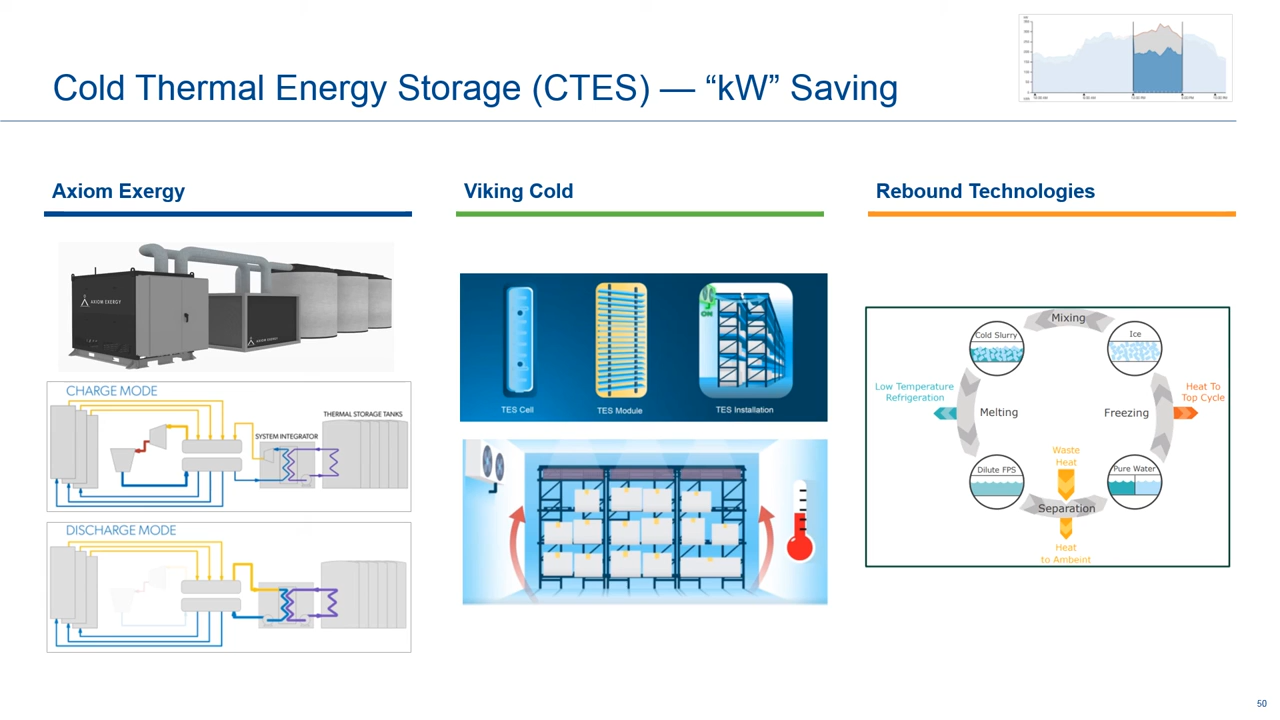 Cold Thermal Energy Storage (CTES) — “kW” Saving
Axiom Exergy
AXIOM EXERGY
AXIOM EXERGY
CHARGE MODE
THERMAL STORAGE TANKS
SYSTEM INTEGRATOR
DISCHARGE MODE
Viking Cold
ON
TES Cell
TES Module
TES Installation
Rebound Technologies
Mixing
Cold Slurry
Ice
Low Temperature
Refrigeration
Heat To
Top Cycle
Melting
Freezing
Waste
Heat
Dilute FPS
Pure Water
Separation
Heat
to Ambeint
50